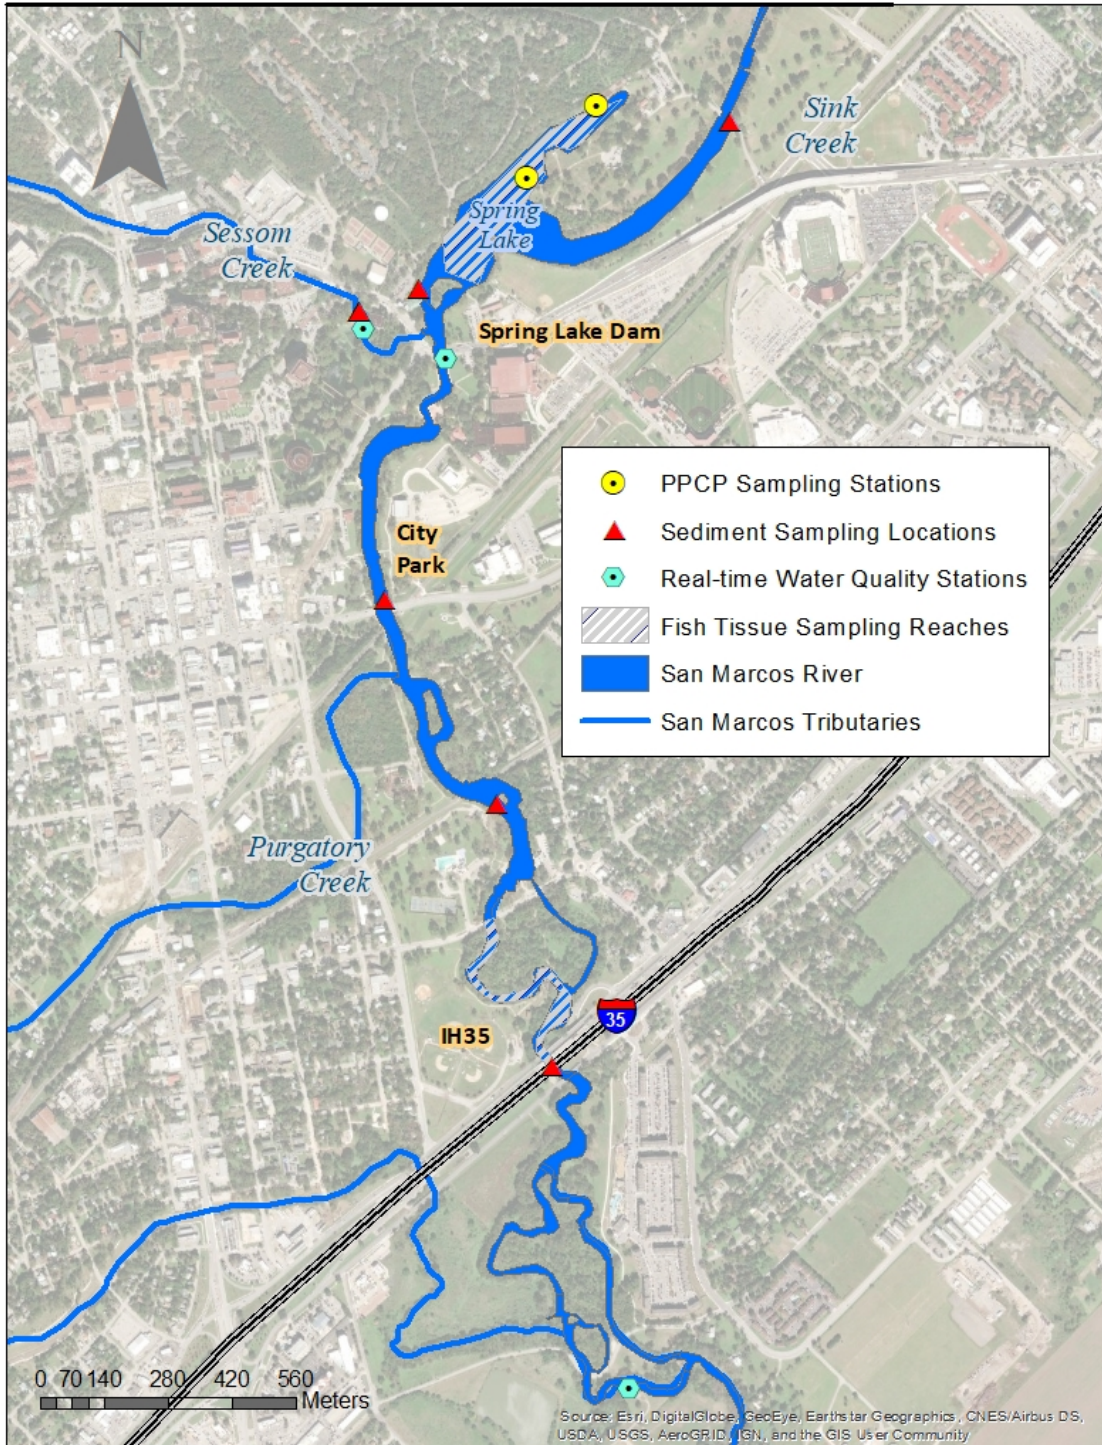 N
Sink
Creek
Spring
Lake
Sessom
Creek
Spring Lake Dam
PPCP Sampling Stations
Sediment Sampling Locations
Real-time Water Quality Stations
Fish Tissue Sampling Reaches
San Marcos River
San Marcos Tributaries
City
Park
Purgatory
Creek
35
IH35
0 70 140 280 420 560
Meters
Source: Esri, DigitalGlobe, GeoEye, Earthstar Geographics, CNES/Airbus DS,
USDA, USGS, AeroGRID, IGN, and the GIS User Community